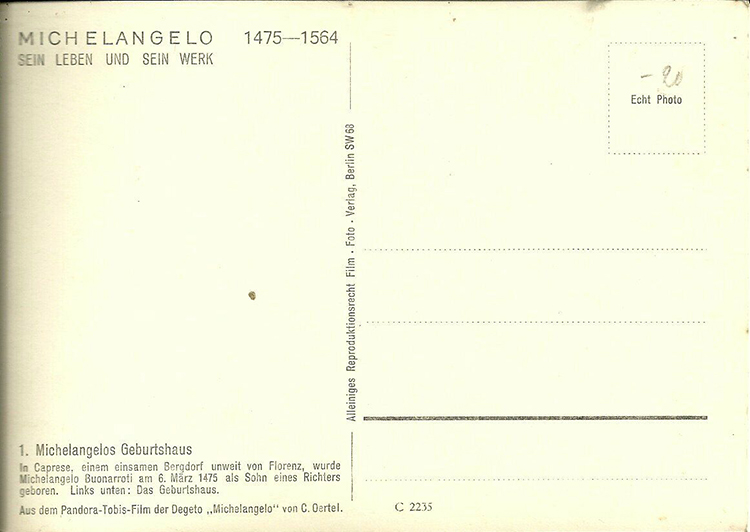 MICHELANGELO 1475—1564
SEIN LEBEN UND SEIN WERK
-20
Echt Photo
Alleiniges Reproduktionsrecht Film - Foto - Verlag, Berlin SW 68
1. Michelangelos Geburtshaus
In Caprese, einem einsamen Bergdorf unweit von Florenz, wurde
Michelangelo Buonarroti am 6. März 1475 als Sohn eines Richters
geboren. Links unten: Das Geburtshaus.
Aus dem Pandora-Tobis-Film der Degeto „Michelangelo" von C. Oertel.
C 2235